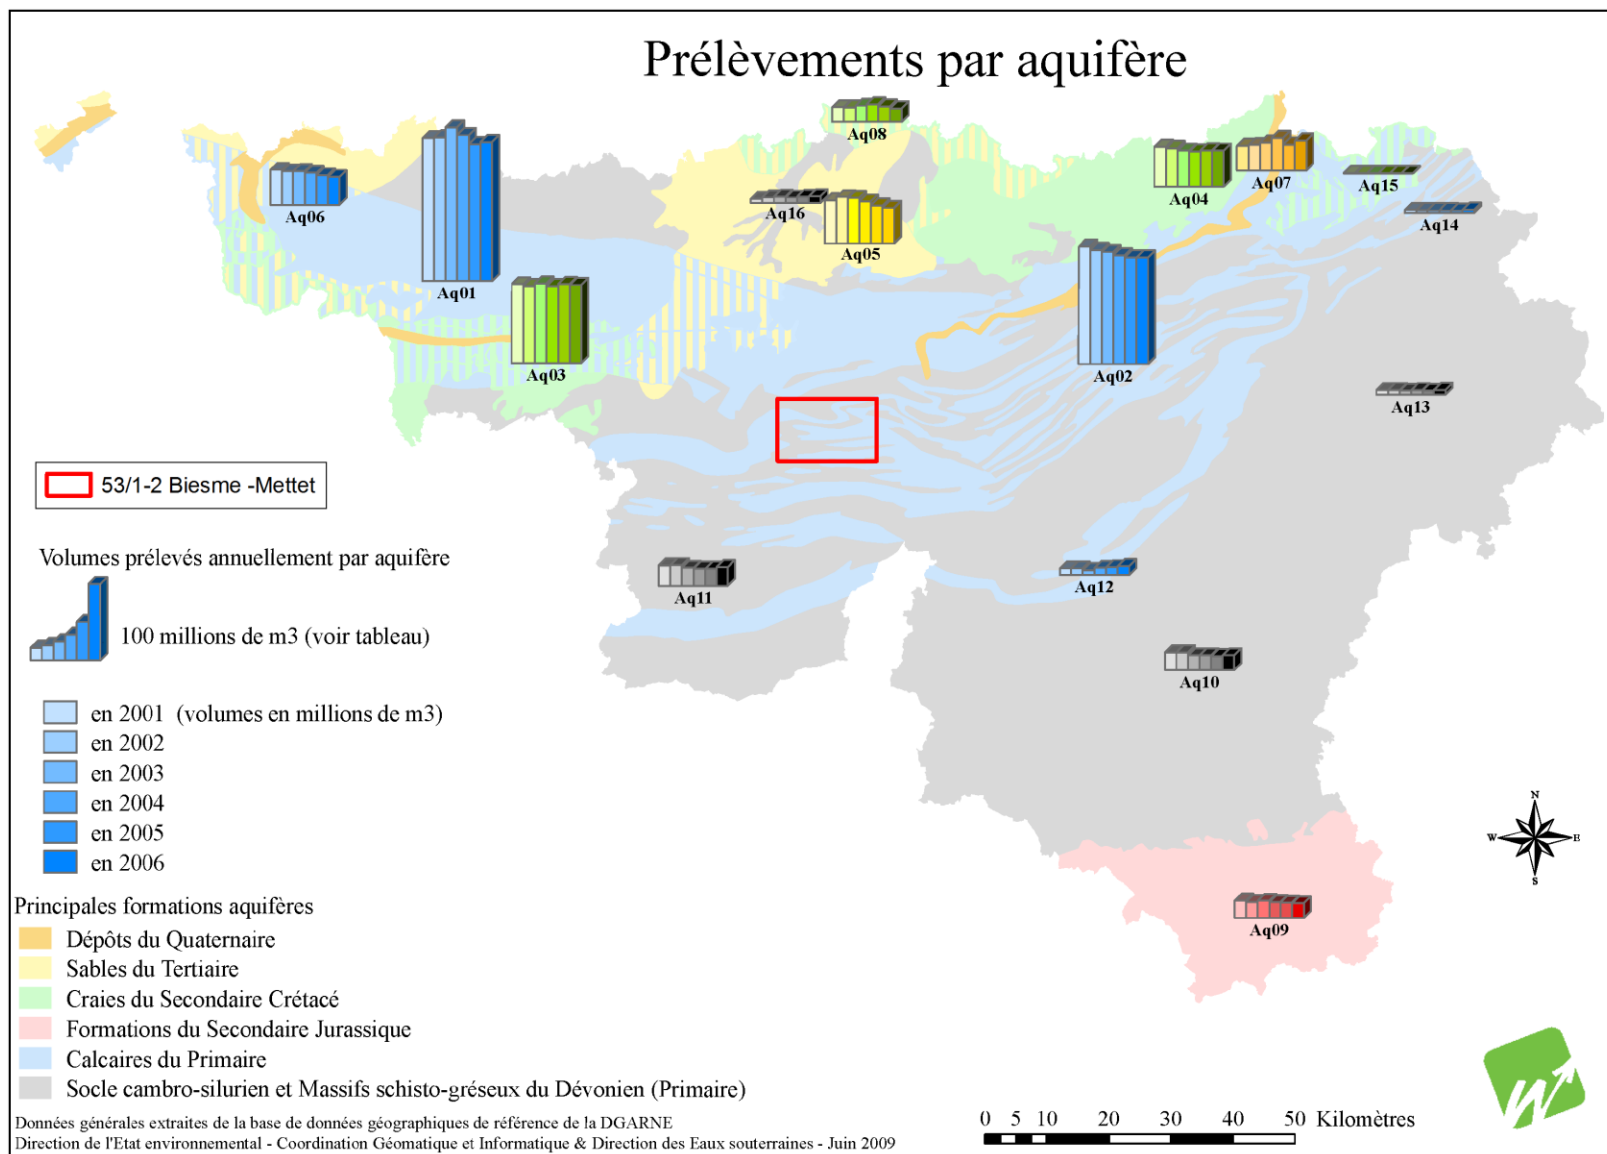 Prélèvements par aquifère
Aq08
Aq04
Aq07
Aq15
Aq16
Aq06
Aq14
Aq05
Aq01
Aq03
Aq02
Aq13
53/1-2 Biesme -Mettet
Volumes prélevés annuellement par aquifère
100 millions de m3 (voir tableau)
Aq11
Aq12
Aq10
en 2001 (volumes en millions de m3)
en 2002
en 2003
en 2004
en 2005
en 2006
N
W
E
S
Aq09
Principales formations aquifères
Dépôts du Quaternaire
Sables du Tertiaire
Craies du Secondaire Crétacé
Formations du Secondaire Jurassique
Calcaires du Primaire
Socle cambro-silurien et Massifs schisto-gréseux du Dévonien (Primaire)
Données générales extraites de la base de données géographiques de référence de la DGARNE
Direction de l'Etat environnemental - Coordination Géomatique et Informatique & Direction des Eaux souterraines - Juin 2009
0 5 10 20 30 40 50 Kilomètres
W